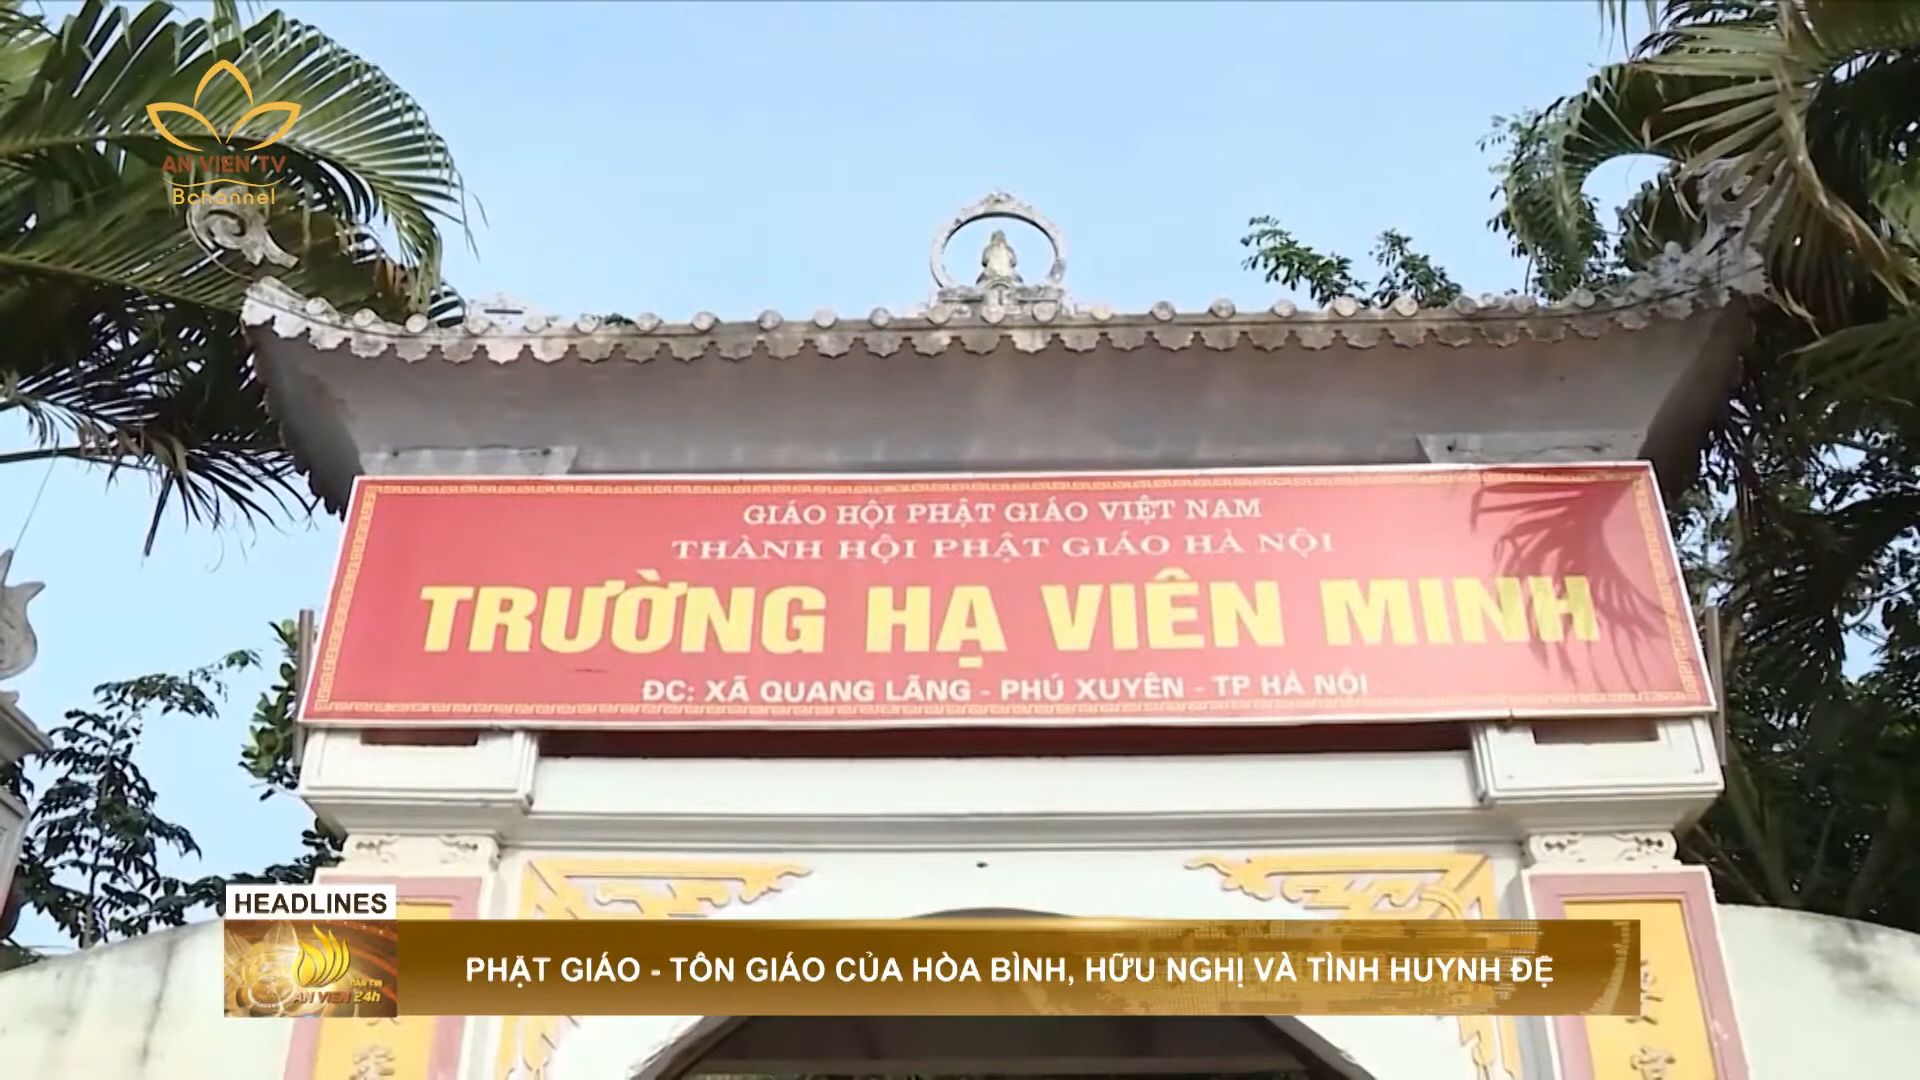 AN VIEN TV
Bchannel
GIÁO HỘI PHẬT GIÁO VIỆT NAM
THÀNH HỘI PHẬT GIÁO HÀ NỘI
TRƯỜNG HẠ VIÊN MINH
ĐC: XÃ QUANG LÃNG - PHÚ XUYÊN - TP HÀ NỘI
HEADLINES
BẢN TIN
AN VIEN 24h
PHẬT GIÁO - TÔN GIÁO CỦA HÒA BÌNH, HỮU NGHỊ VÀ TÌNH HUYNH ĐỆ